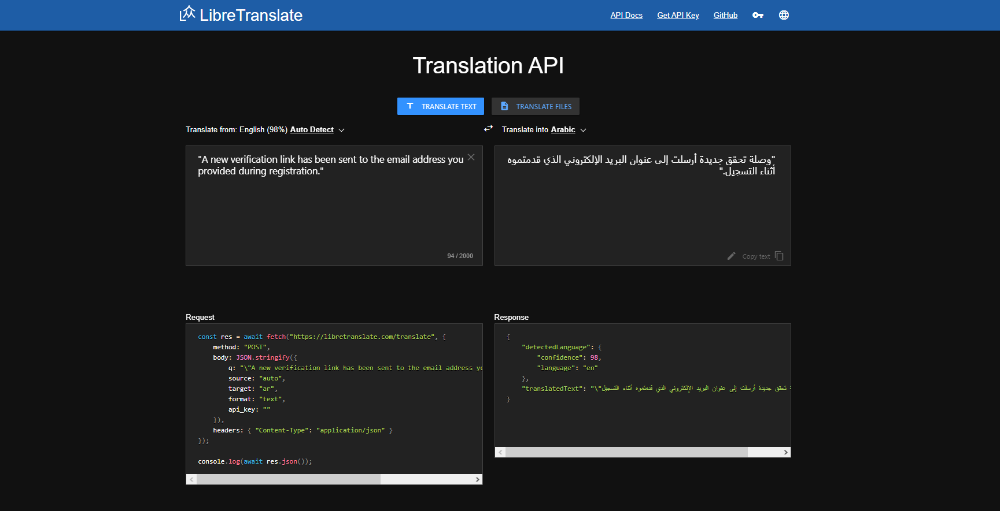 LibreTranslate
API Docs Get API Key GitHub
Translation API
TRANSLATE TEXT TRANSLATE FILES
Translate from: English (98%) Auto Detect
Translate into Arabic
"A new verification link has been sent to the email address you
provided during registration."
94 / 2000
"وصلة تحقق جديدة أرسلت إلى عنوان البريد الإلكتروني الذي قدمتموه
أثناء التسجيل."
Copy text
Request
const res = await fetch("https://libretranslate.com/translate", {
method: "POST",
body: JSON.stringify({
q: "\"A new verification link has been sent to the email address
source: "auto",
target: "ar",
format: "text",
api_key: ""
}),
headers: { "Content-Type": "application/json" }
});
console.log(await res.json());
Response
{
"detectedLanguage": {
"confidence": 98,
"language": "en"
},
"translatedText": "\"تحقق جديدة أرسلت إلى عنوان البريد الإلكتروني الذي قدمتموه أثناء التسجيل
}